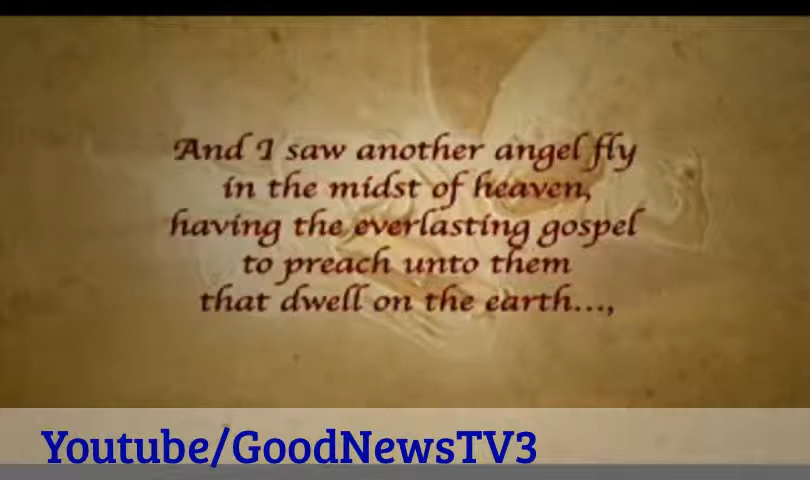 And I saw another angel fly
in the midst of heaven,
having the everlasting gospel
to preach unto them
that dwell on the earth...,
Youtube/GoodNewsTV3